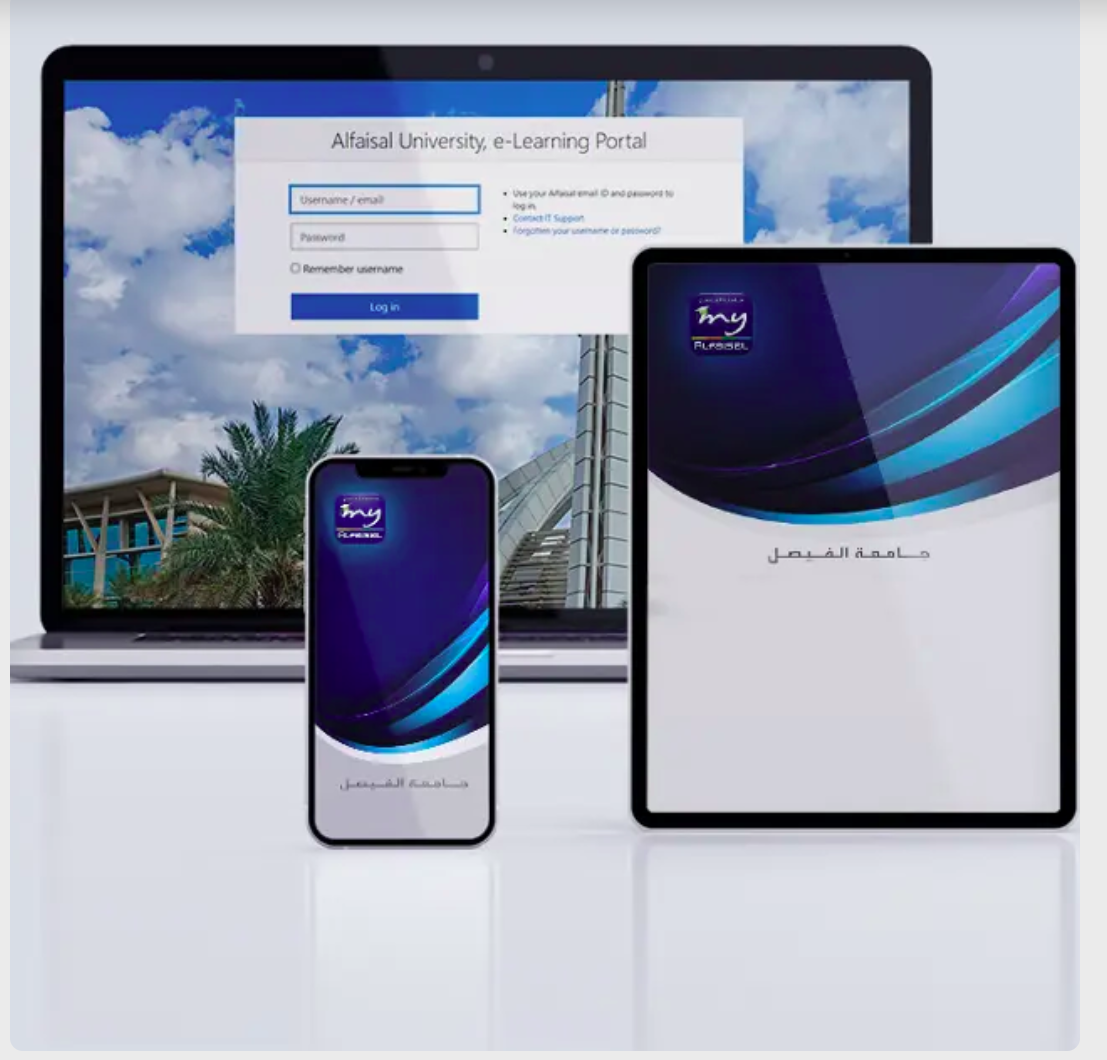 Alfaisal University, e-Learning Portal
Username / email
Password
Remember username
Log in
Use your Alfaisal email ID and password to
log in.
Contact IT Support
Forgotten your username or password?
my
ALFAISAL
جامعة الفيصل
my
ALFAISAL
جامعة الفيصل